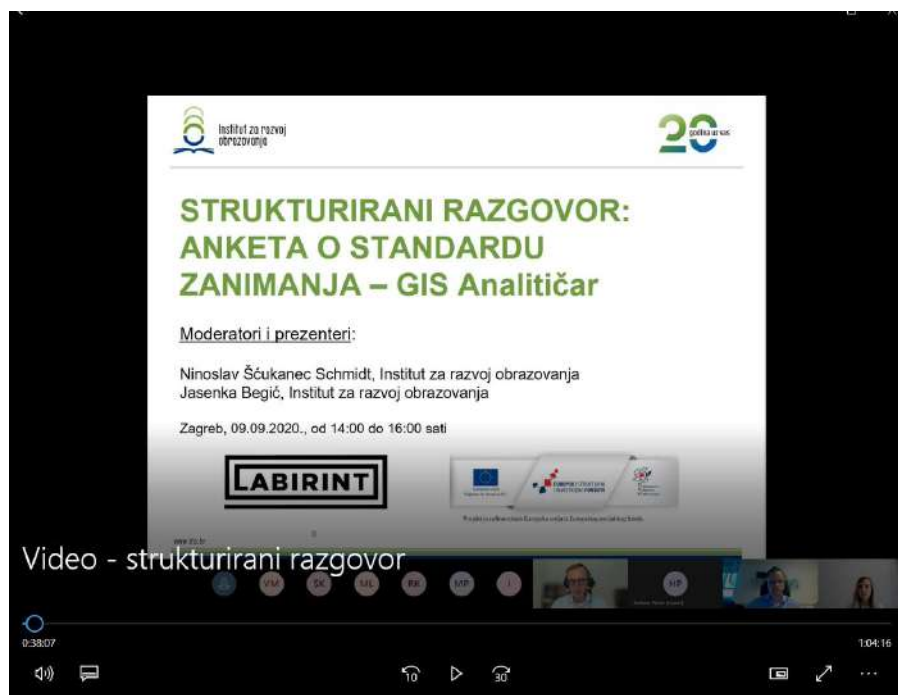 Institut za razvoj
obrazovanja
20 godina uz vas
STRUKTURIRANI RAZGOVOR:
ANKETA O STANDARDU
ZANIMANJA – GIS Analitičar
Moderatori i prezenteri:
Ninoslav Šćukanec Schmidt, Institut za razvoj obrazovanja
Jasenka Begić, Institut za razvoj obrazovanja
Zagreb, 09.09.2020., od 14:00 do 16:00 sati
LABIRINT
Video - strukturirani razgovor
VM ŠK ML RK MP I HP
0:38:07 1:04:16
10 30